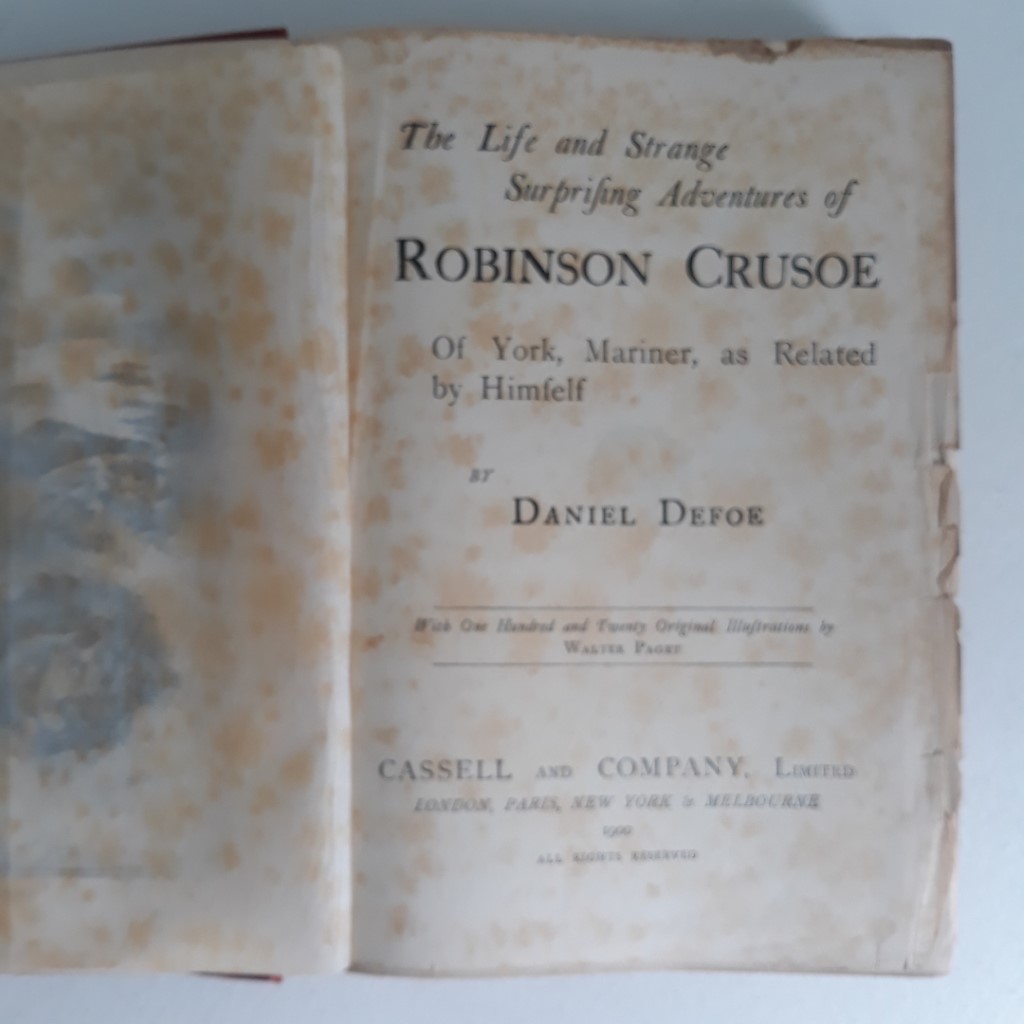 The Life and Strange
Surpriſing Adventures of
ROBINSON CRUSOE
Of York, Mariner, as Related
by Himſelf
BY
DANIEL DEFOE
With One Hundred and Twenty Original Illuſtrations by
WALTER PAGET
CASSELL AND COMPANY, LIMITED
LONDON, PARIS, NEW YORK & MELBOURNE
1900
ALL RIGHTS RESERVED